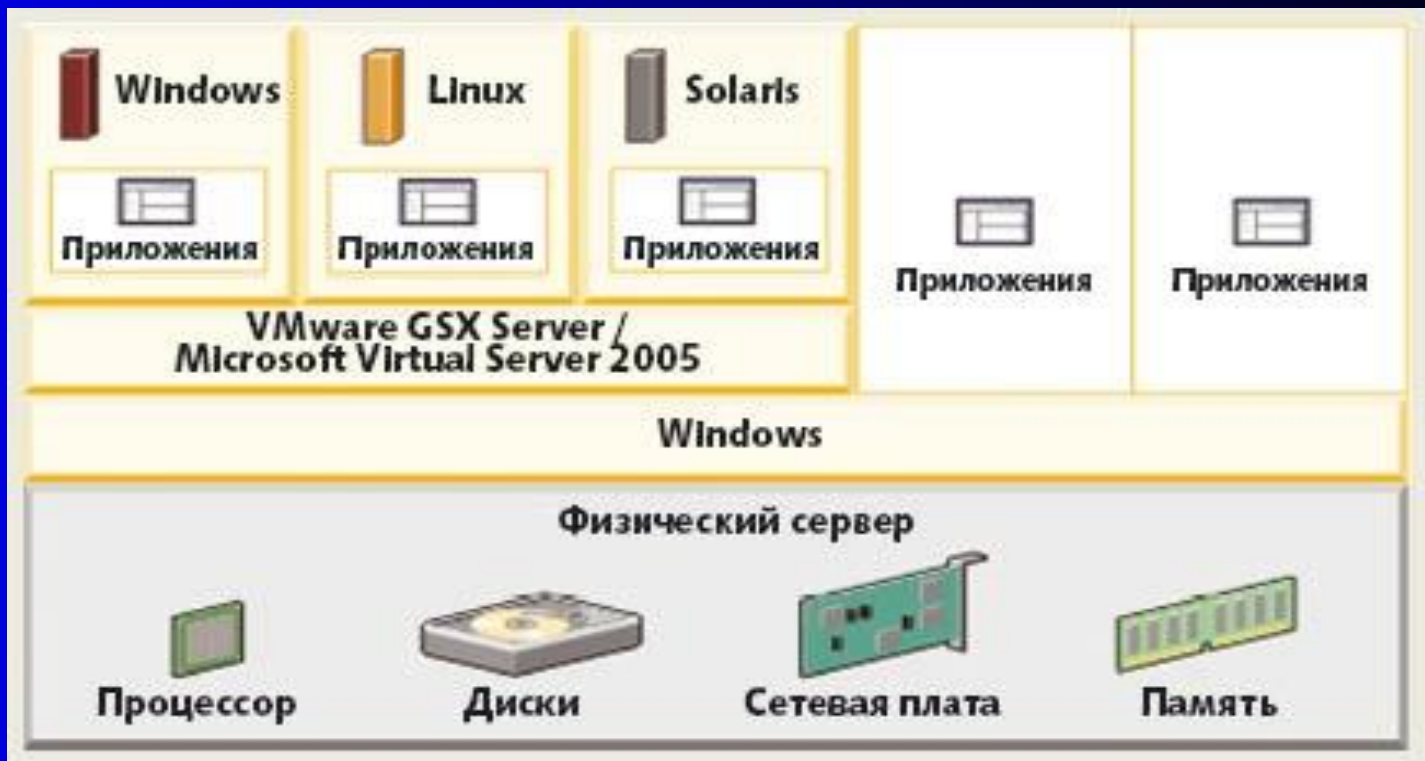 Windows
Linux
Solaris
Приложения
Приложения
Приложения
Приложения
Приложения
VMware GSX Server /
Microsoft Virtual Server 2005
Windows
Физический сервер
Процессор
Диски
Сетевая плата
Память